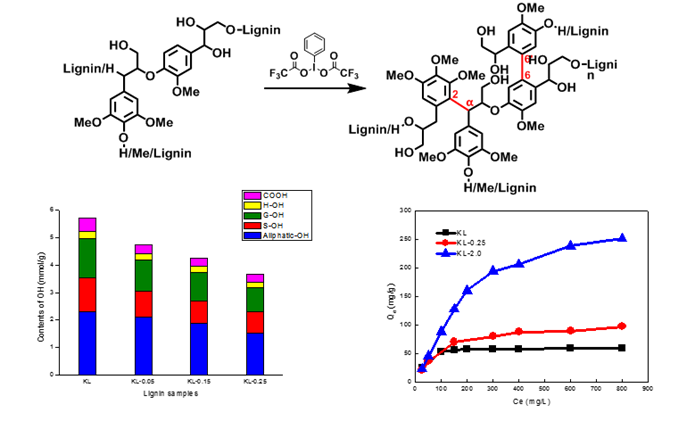 HO
O-Lignin
HO
OH
Lignin/H
O
OMe
MeO
OMe
O
H/Me/Lignin
O
O
F₃C
O
I
O
CF₃
OMe
O
H/Lignin
HO
OH
HO
O-Ligni
n
OH
6
6
OMe
MeO
OMe
OMe
HO
2
α
O
Lignin/H
O
HO
MeO
OMe
O
H/Me/Lignin
Contents of OH (mmol/g)
6
5
4
3
2
1
0
COOH
H-OH
G-OH
S-OH
Aliphatic-OH
KL
KL-0.05
KL-0.15
KL-0.25
Lignin samples
Qe(mg/g)
300
250
200
150
100
50
0
KL
KL-0.25
KL-2.0
0
100
200
300
400
500
600
700
800
900
Ce (mg/L)